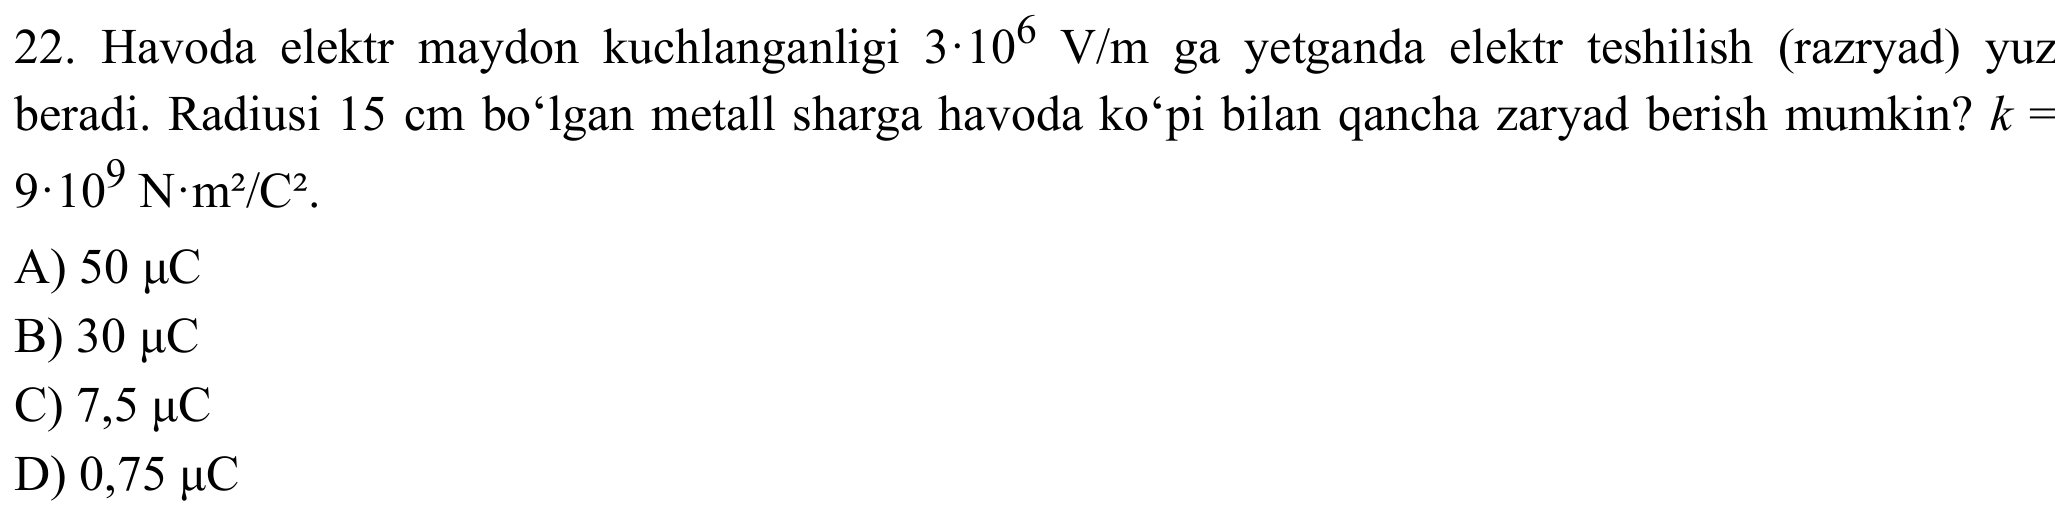 22. Havoda elektr maydon kuchlanganligi 3·10⁶ V/m ga yetganda elektr teshilish (razryad) yuz
beradi. Radiusi 15 cm bo‘lgan metall sharga havoda ko‘pi bilan qancha zaryad berish mumkin? k =
9·10⁹ N·m²/C².
A) 50 μC
B) 30 μC
C) 7,5 μC
D) 0,75 μC